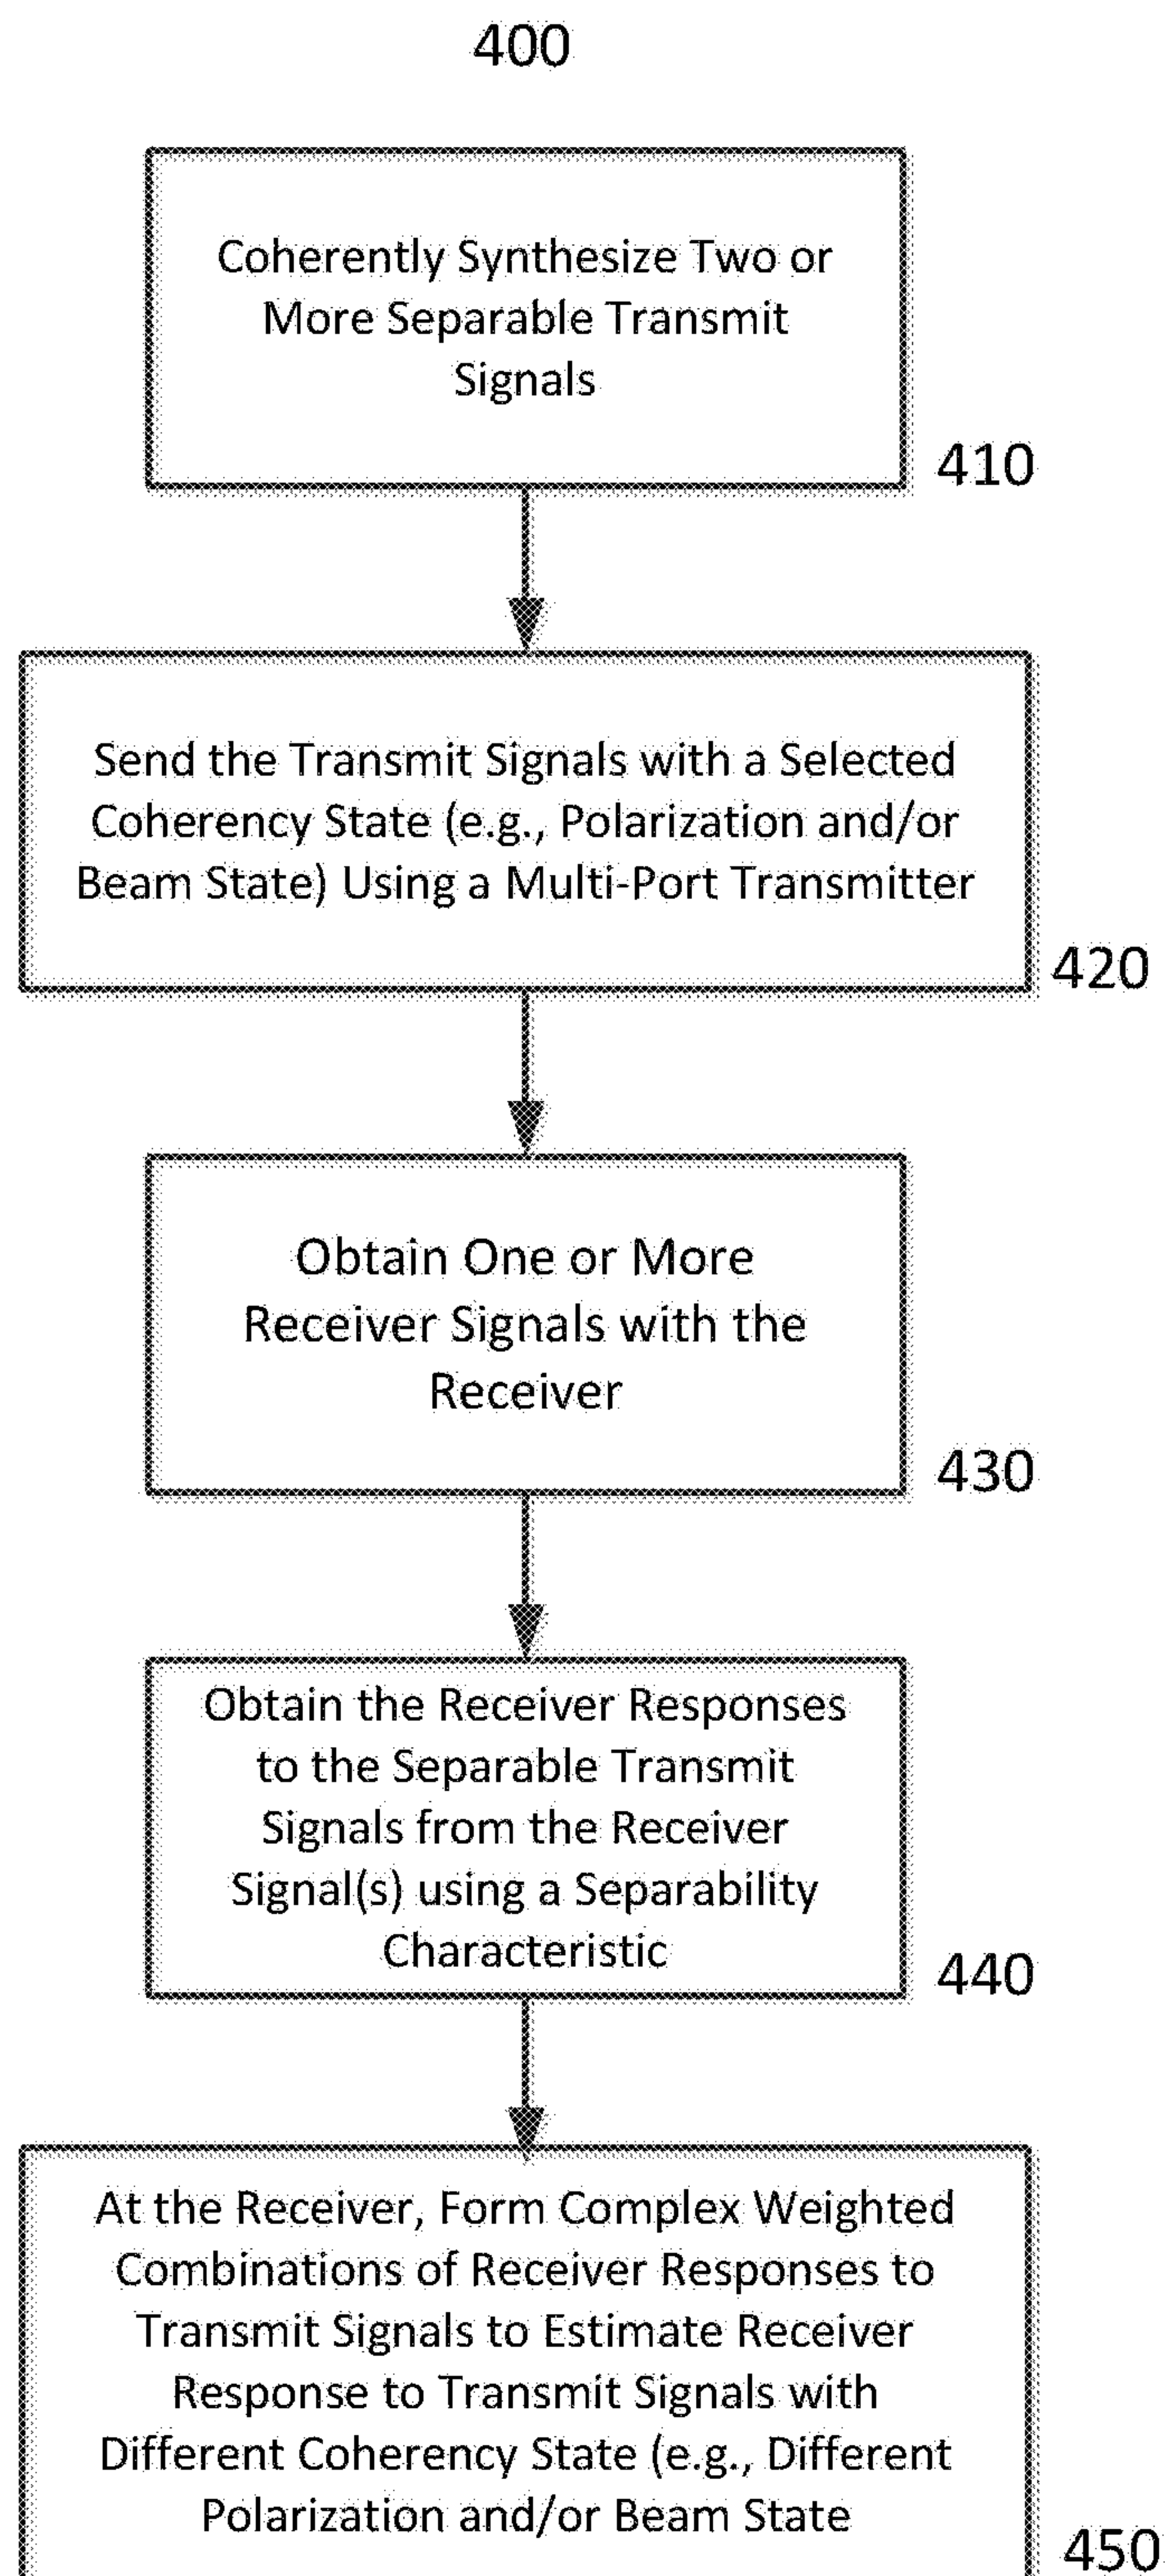 400
Coherently Synthesize Two or
More Separable Transmit
Signals
410
Send the Transmit Signals with a Selected
Coherency State (e.g., Polarization and/or
Beam State) Using a Multi-Port Transmitter
420
Obtain One or More
Receiver Signals with the
Receiver
430
Obtain the Receiver Responses
to the Separable Transmit
Signals from the Receiver
Signal(s) using a Separability
Characteristic
440
At the Receiver, Form Complex Weighted
Combinations of Receiver Responses to
Transmit Signals to Estimate Receiver
Response to Transmit Signals with
Different Coherency State (e.g., Different
Polarization and/or Beam State
450